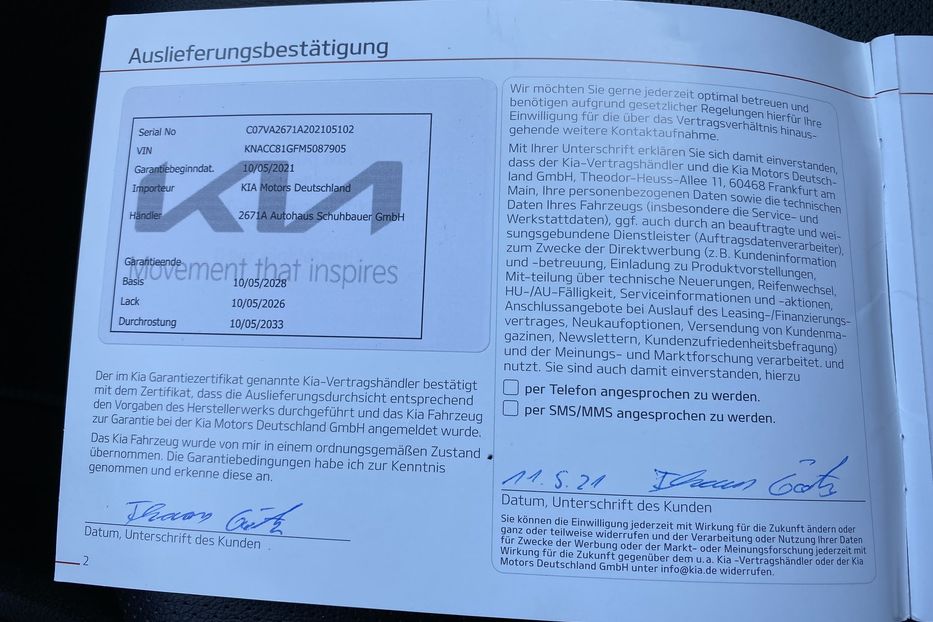 Auslieferungsbestätigung
Serial No C07VA2671A202105102
VIN KNACC81GFM5087905
Garantiebeginndat. 10/05/2021
Importeur KIA Motors Deutschland
Händler 2671A Autohaus Schuhbauer GmbH
KIA
Movement that inspires
Garantieende
Basis 10/05/2028
Lack 10/05/2026
Durchrostung 10/05/2033
Der im Kia Garantiezertifikat genannte Kia-Vertragshändler bestätigt
mit dem Zertifikat, dass die Auslieferungsdurchsicht entsprechend
den Vorgaben des Herstellerwerks durchgeführt und das Kia Fahrzeug
zur Garantie bei der Kia Motors Deutschland GmbH angemeldet wurde.
Das Kia Fahrzeug wurde von mir in einem ordnungsgemäßen Zustand
übernommen. Die Garantiebedingungen habe ich zur Kenntnis
genommen und erkenne diese an.
Datum, Unterschrift des Kunden
2
Wir möchten Sie gerne jederzeit optimal betreuen und
benötigen aufgrund gesetzlicher Regelungen hierfür Ihre
Einwilligung für die über das Vertragsverhältnis hinaus-
gehende weitere Kontaktaufnahme.
Mit Ihrer Unterschrift erklären Sie sich damit einverstanden,
dass der Kia-Vertragshändler und die Kia Motors Deutsch-
land GmbH, Theodor-Heuss-Allee 11, 60468 Frankfurt am
Main, Ihre personenbezogenen Daten sowie die technischen
Daten Ihres Fahrzeugs (insbesondere die Service- und
Werkstattdaten), ggf. auch durch an beauftragte und wei-
sungsgebundene Dienstleister (Auftragsdatenverarbeiter),
zum Zwecke der Direktwerbung (z.B. Kundeninformation
und -betreuung, Einladung zu Produktvorstellungen,
Mit-teilung über technische Neuerungen, Reifenwechsel,
HU-/AU-Fälligkeit, Serviceinformationen und -aktionen,
Anschlussangebote bei Auslauf des Leasing-/Finanzierungs-
vertrages, Neukaufoptionen, Versendung von Kundenma-
gazinen, Newslettern, Kundenzufriedenheitsbefragung)
und der Meinungs- und Marktforschung verarbeitet. und
nutzt. Sie sind auch damit einverstanden, hierzu
per Telefon angesprochen zu werden.
per SMS/MMS angesprochen zu werden.
11.5.21
Datum, Unterschrift des Kunden
Sie können die Einwilligung jederzeit mit Wirkung für die Zukunft ändern oder
ganz oder teilweise widerrufen und der Verarbeitung oder Nutzung Ihrer Daten
für Zwecke der Werbung oder der Markt- oder Meinungsforschung jederzeit mit
Wirkung für die Zukunft gegenüber dem u. a. Kia -Vertragshändler oder der Kia
Motors Deutschland GmbH unter info@kia.de widerrufen.